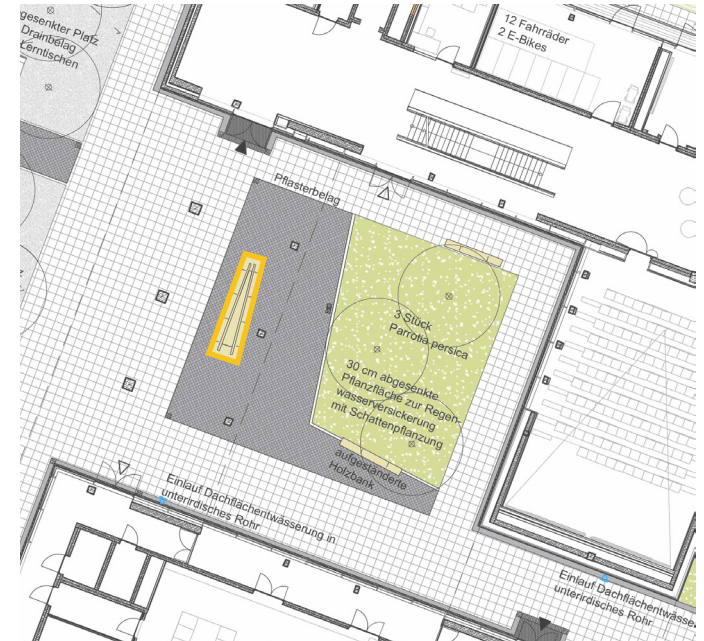 gesenkter Platz
Drainbelag
Lerntischen
12 Fahrräder
2 E-Bikes
Pflasterbelag
3 Stück
Parrotia persica
30 cm abgesenkte
Pflanzfläche zur Regen-
wasserversickerung
mit Schattenpflanzung
aufgeständerte
Holzbank
Einlauf Dachflächentwässerung in
unterirdisches Rohr
Einlauf Dachflächentwässe
unterirdisches Rohr